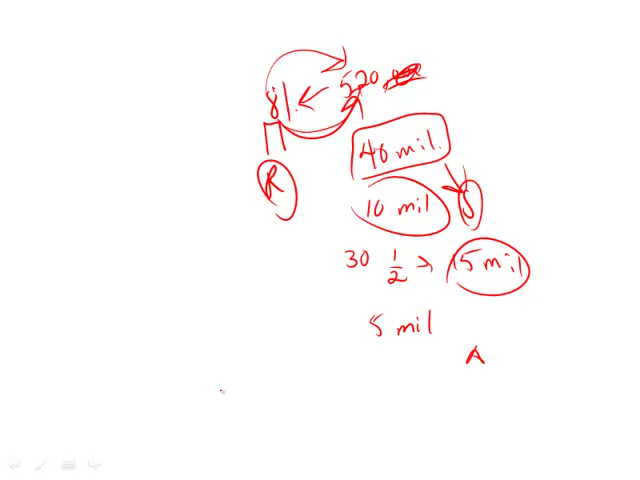 81. ← 520
R
40 mil.
10 mil
30 1/2 → 15 mil
5 mil
A